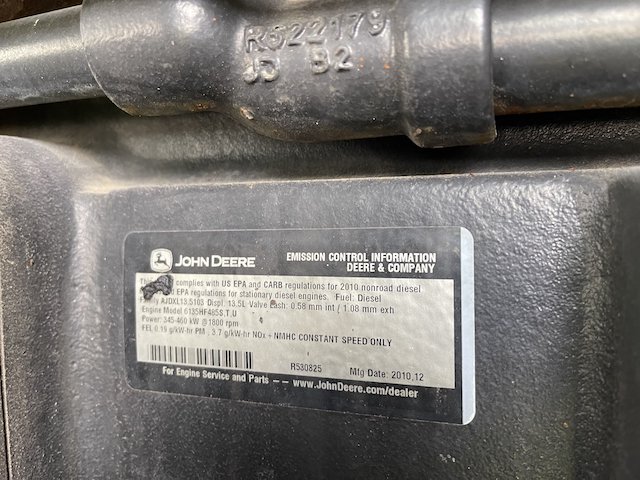 R522179
JD B2
JOHN DEERE
EMISSION CONTROL INFORMATION
DEERE & COMPANY
complies with US EPA and CARB regulations for 2010 nonroad diesel
EPA regulations for stationary diesel engines. Fuel: Diesel
Family AJDXL13.5103 Displ. 13.5L Valve Lash: 0.58 mm int / 1.08 mm exh
Engine Model 6135HF485S,T,U
Power: 345-460 kW @1800 rpm
FEL 0.19 g/kW-hr PM, 3.7 g/kW-hr NOx + NMHC CONSTANT SPEED ONLY
R530825
Mfg Date: 2010.12
For Engine Service and Parts -- www.JohnDeere.com/dealer